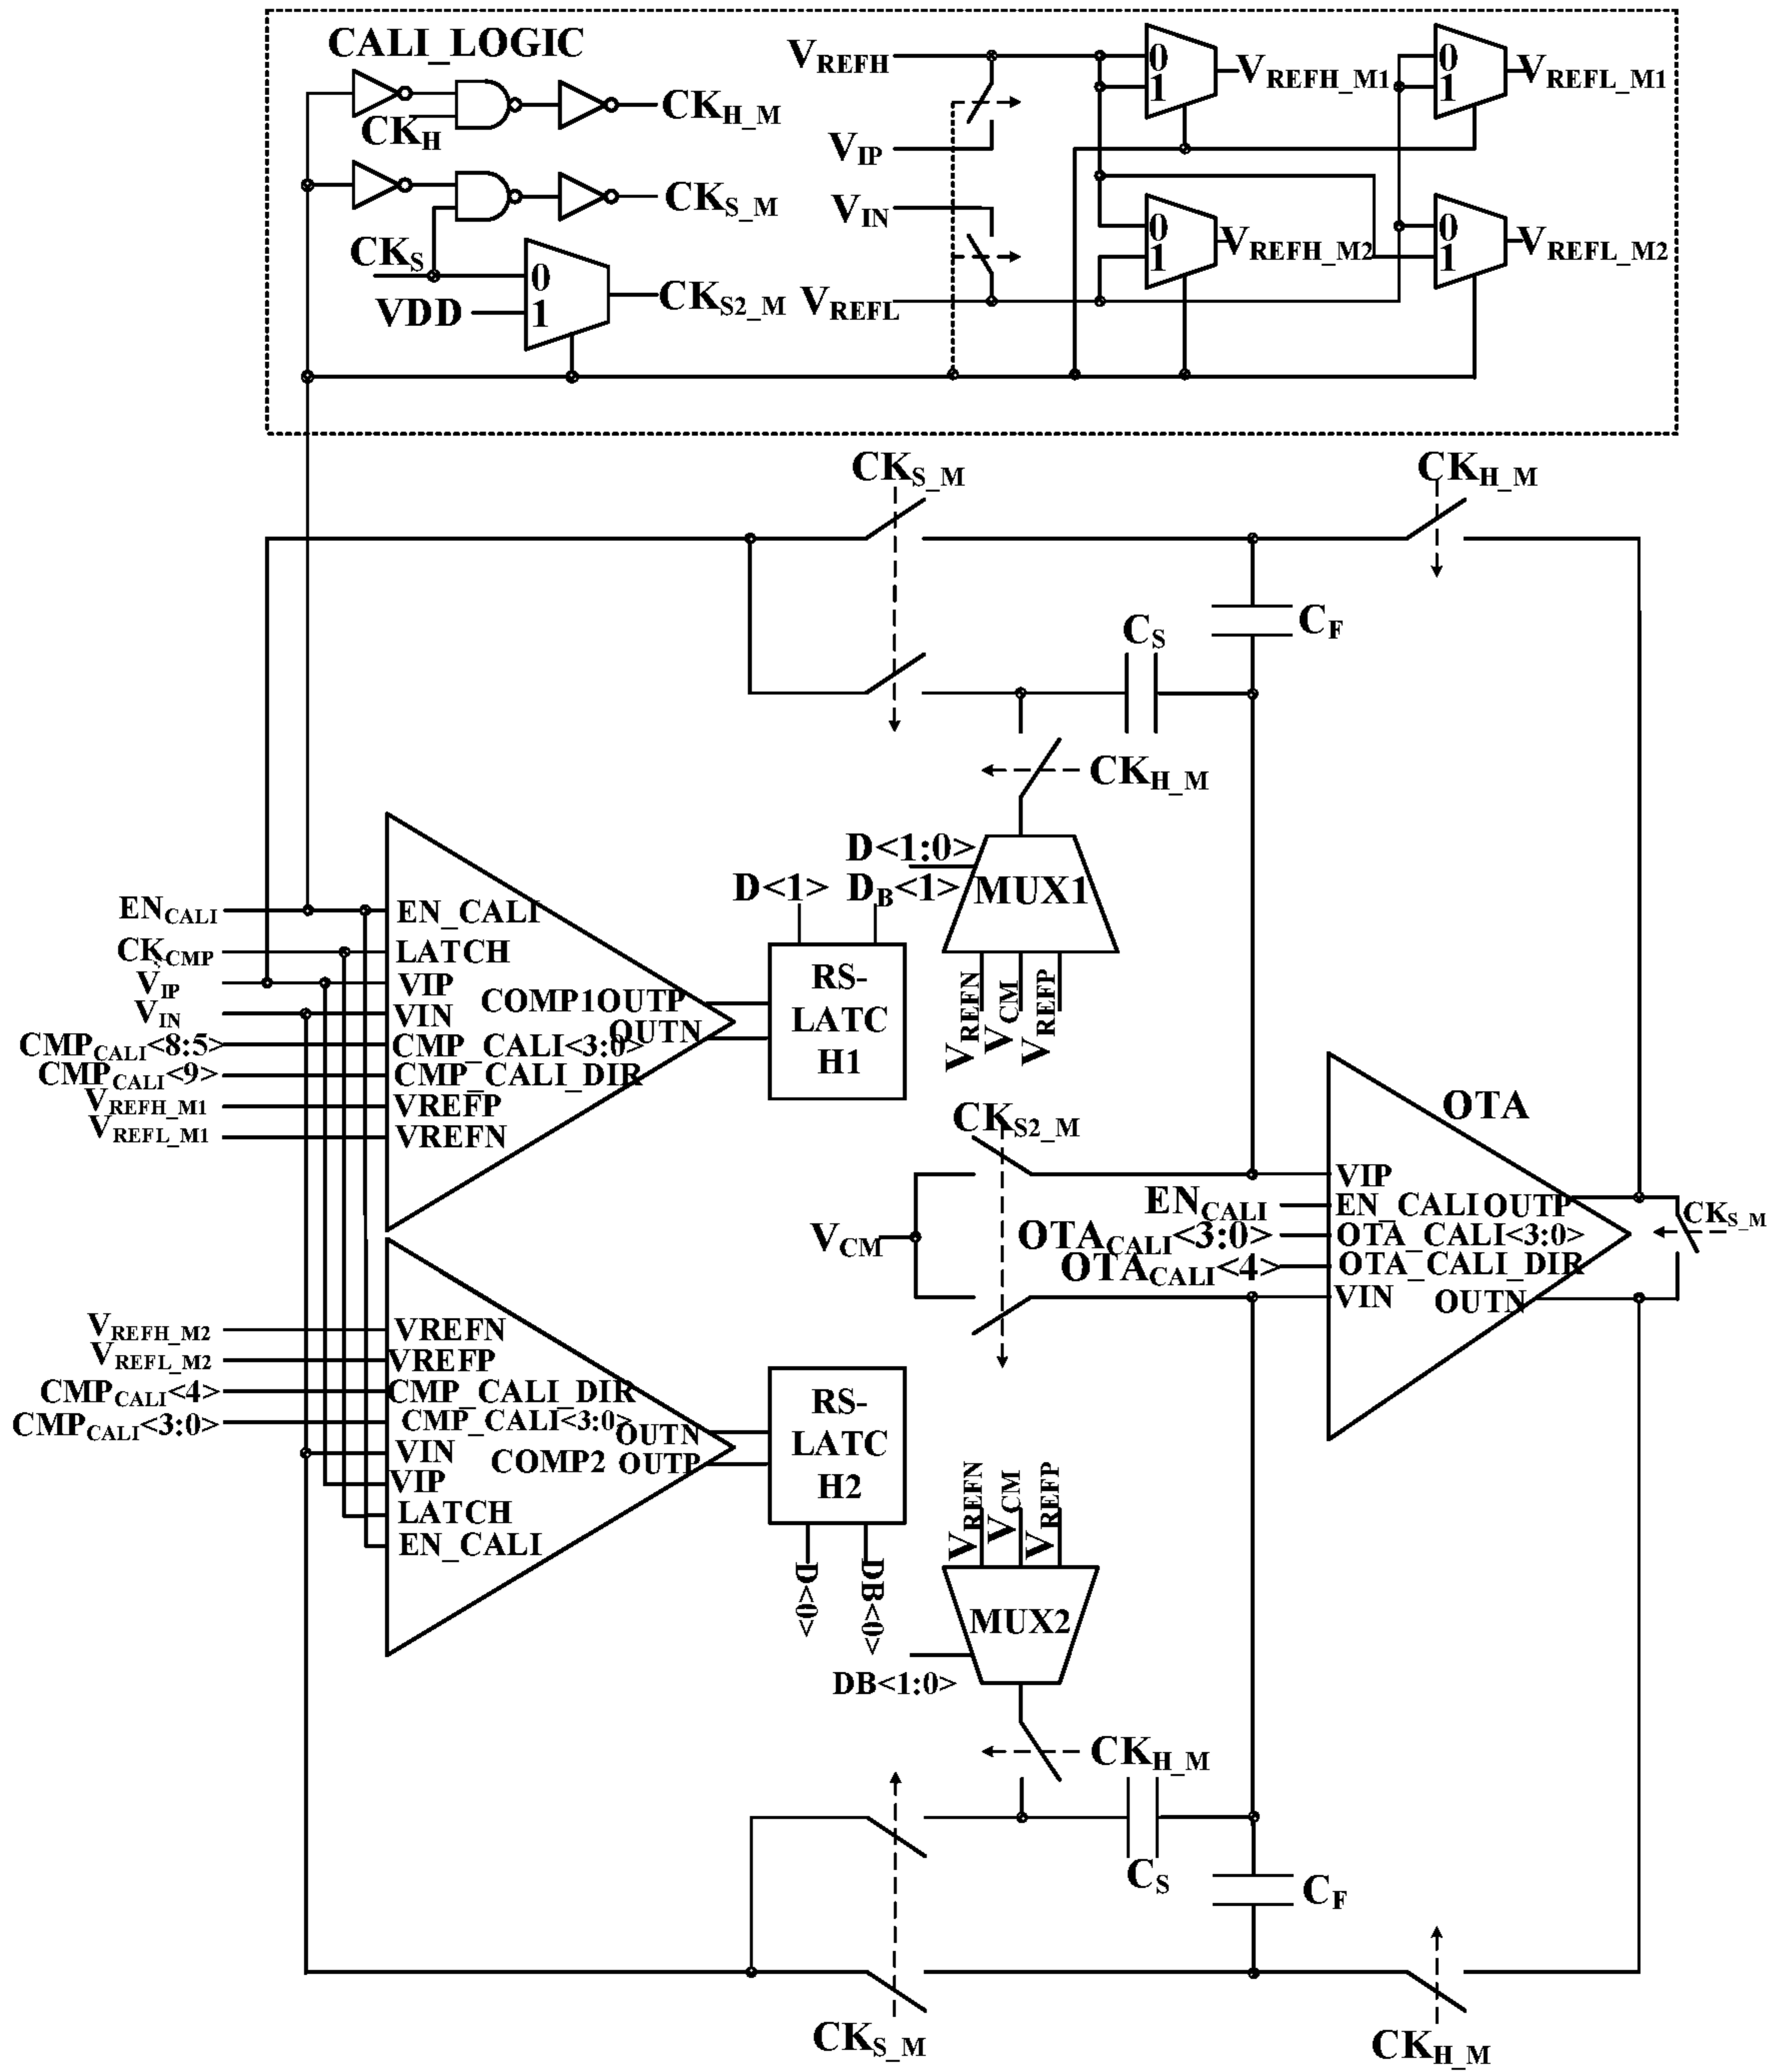 CALI_LOGIC
CKH
CKH_M
CKS_M
CKS
VDD
0
1
CKS2_M
VREFH
VIP
VIN
VREFL
0
1
VREFH_M1
0
1
VREFL_M1
0
1
VREFH_M2
0
1
VREFL_M2
CKS_M
CKH_M
CF
CS
CKH_M
D<1:0>
MUX1
VREFN
VCM
VREFP
D<1>
DB<1>
RS-
LATC
H1
ENCALI
CKCMP
VIP
VIN
CMPCALI<8:5>
CMPCALI<9>
VREFH_M1
VREFL_M1
EN_CALI
LATCH
VIP
VIN
CMP_CALI<3:0>
CMP_CALI_DIR
VREFP
VREFN
COMP1
OUTP
OUTN
CKS2_M
VCM
ENCALI
OTACALI<3:0>
OTACALI<4>
OTA
VIP
EN_CALI
OTA_CALI<3:0>
OTA_CALI_DIR
VIN
OUTP
OUTN
CKS_M
VREFH_M2
VREFL_M2
CMPCALI<4>
CMPCALI<3:0>
VREFN
VREFP
CMP_CALI_DIR
CMP_CALI<3:0>
VIN
VIP
LATCH
EN_CALI
COMP2
OUTN
OUTP
RS-
LATC
H2
D<0>
DB<0>
VREFN
VCM
VREFP
MUX2
DB<1:0>
CKH_M
CS
CF
CKS_M
CKH_M